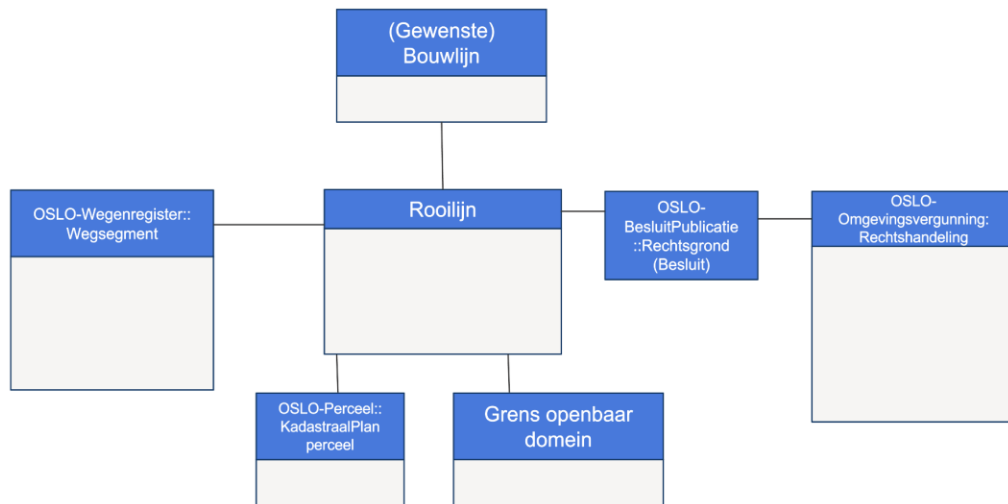 (Gewenste)
Bouwlijn
OSLO-Wegenregister::
Wegsegment
Rooilijn
OSLO-
BesluitPublicatie
::Rechtsgrond
(Besluit)
OSLO-
Omgevingsvergunning:
Rechtshandeling
OSLO-Perceel::
KadastraalPlan
perceel
Grens openbaar
domein